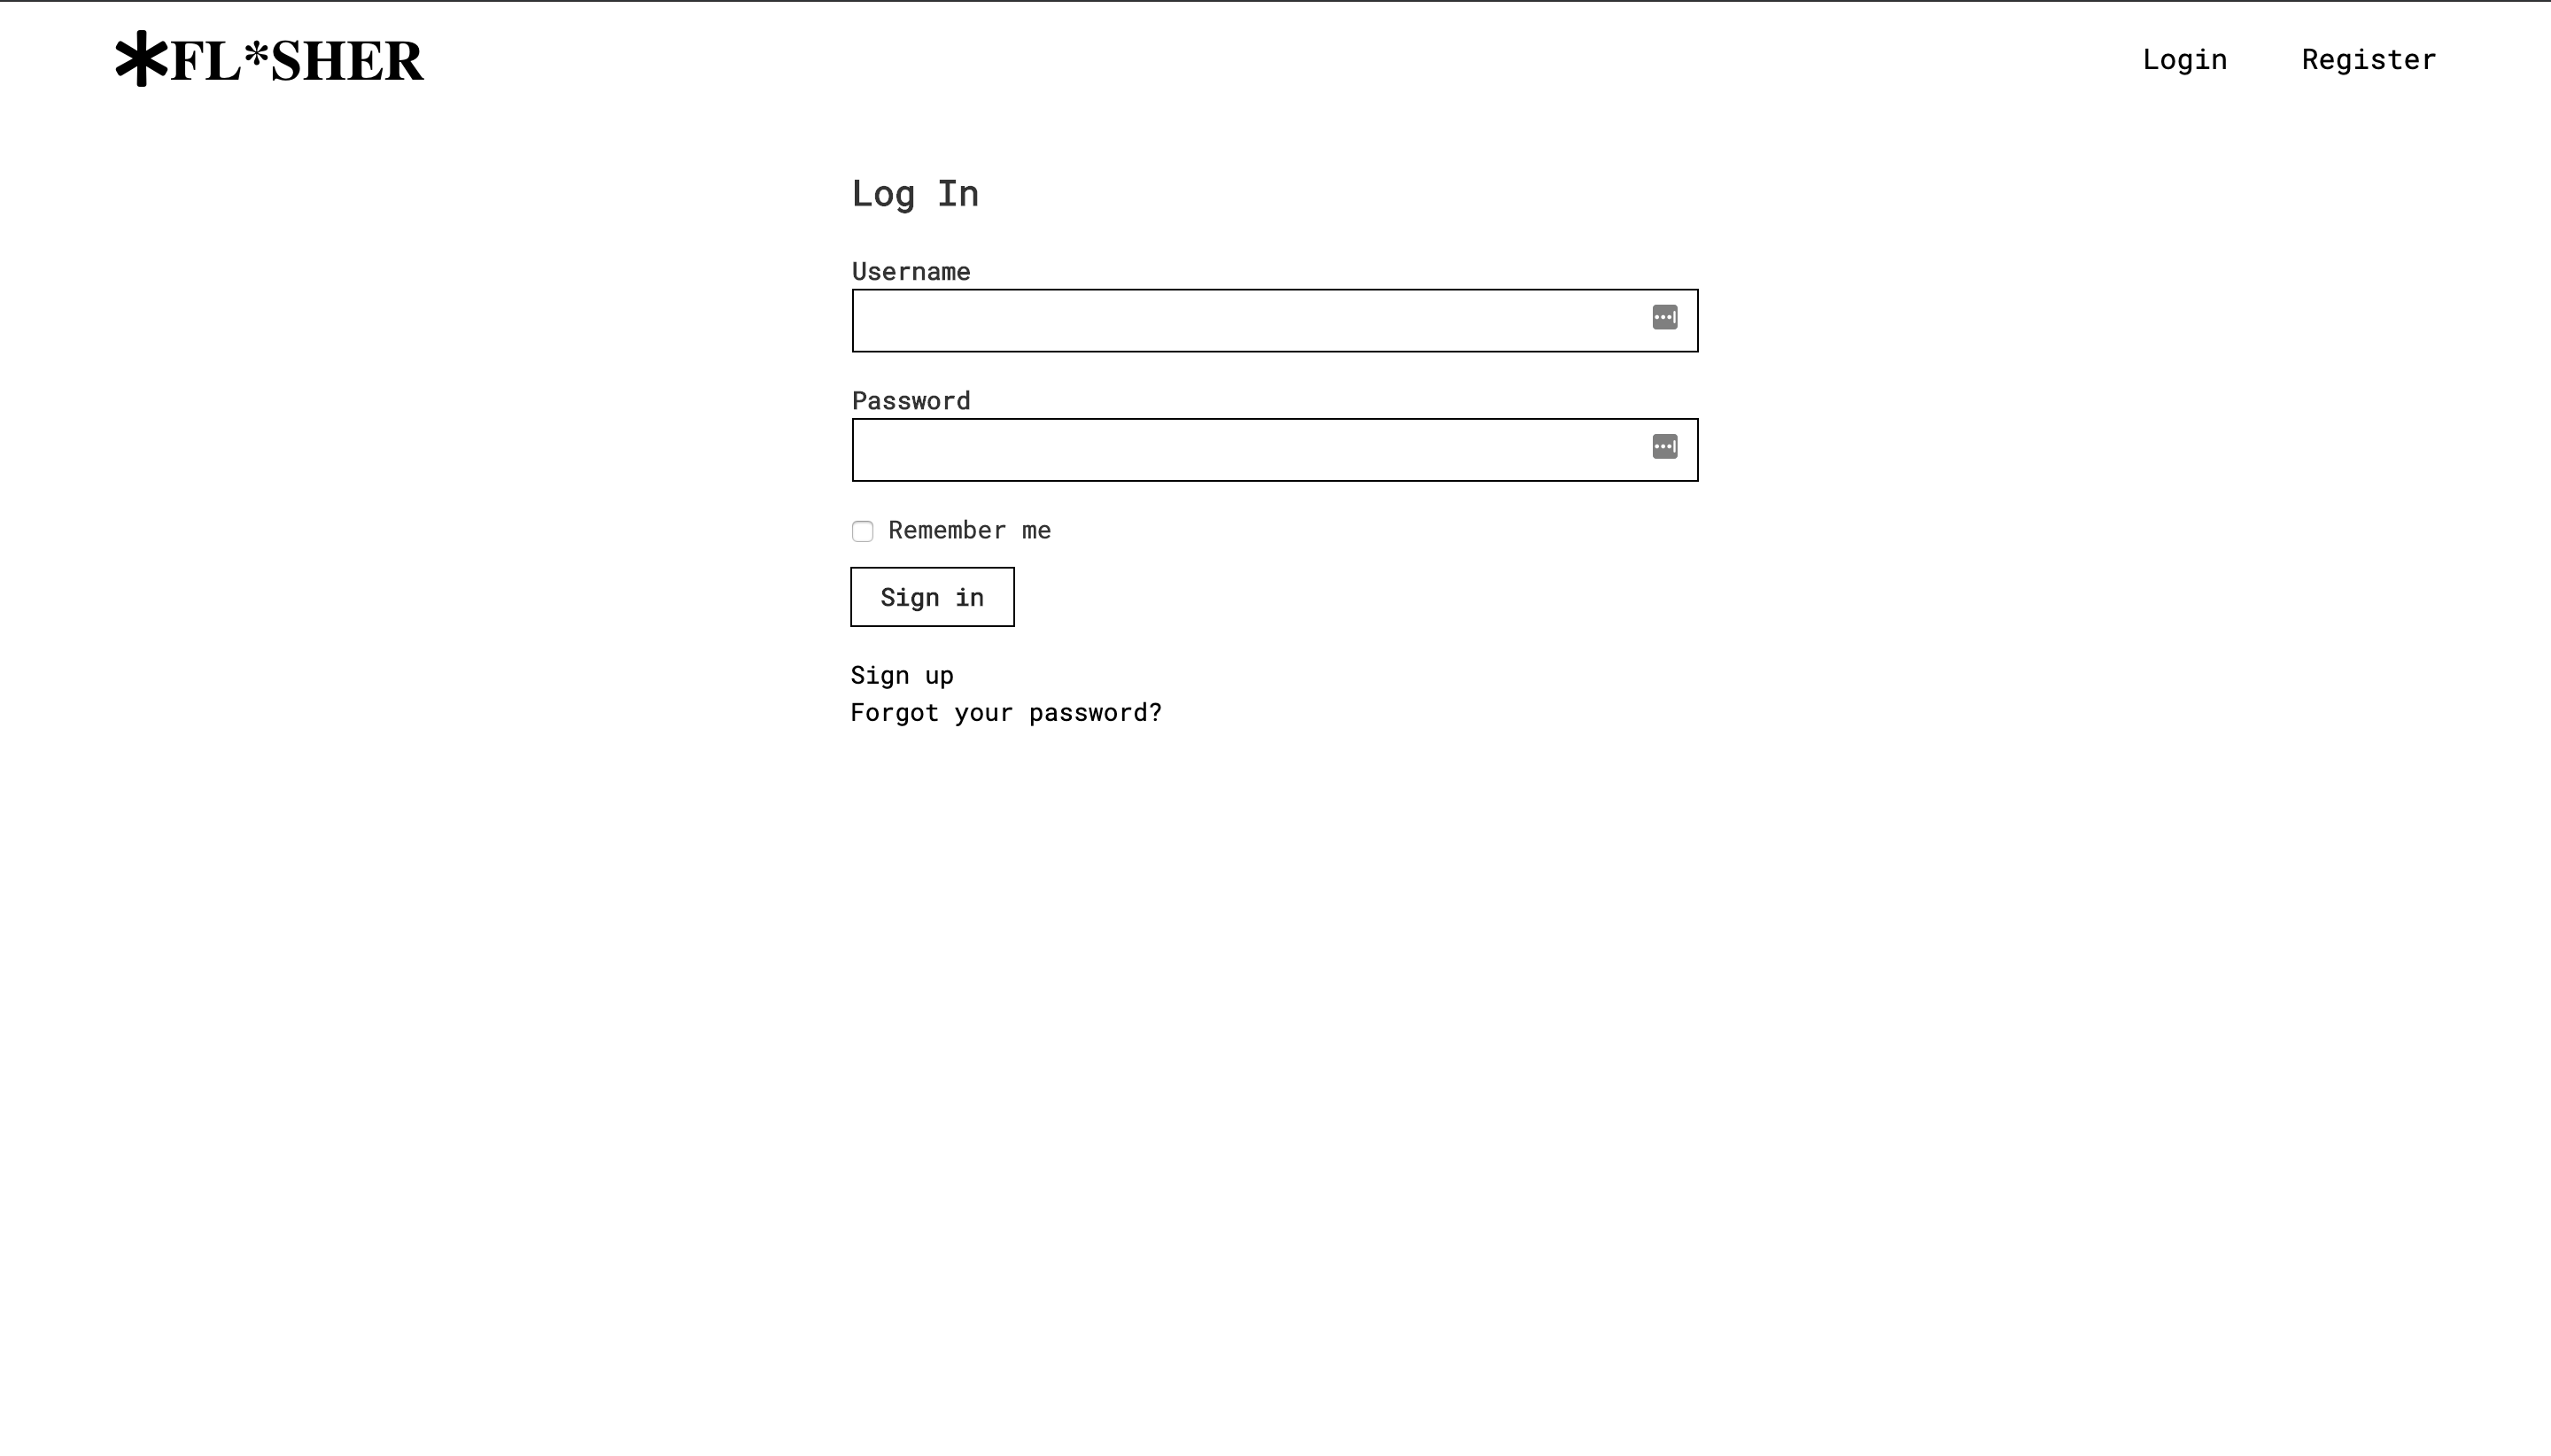 *FL*SHER
Login
Register
Log In
Username
Password
Remember me
Sign in
Sign up
Forgot your password?